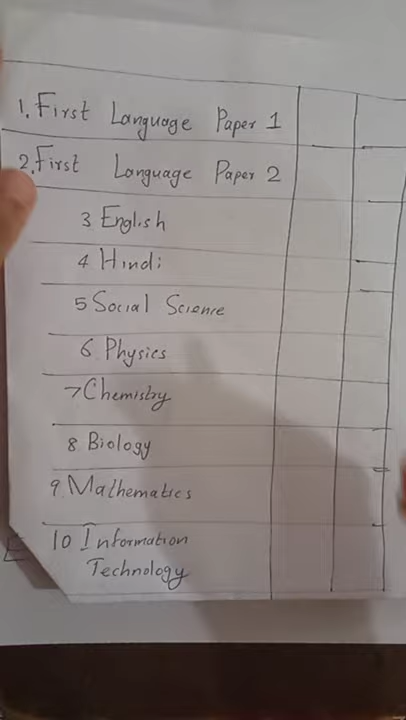 1. First Language Paper 1
2. First Language Paper 2
3 English
4 Hindi
5 Social Science
6 Physics
7 Chemistry
8 Biology
9 Mathematics
10 Information
Technology
E